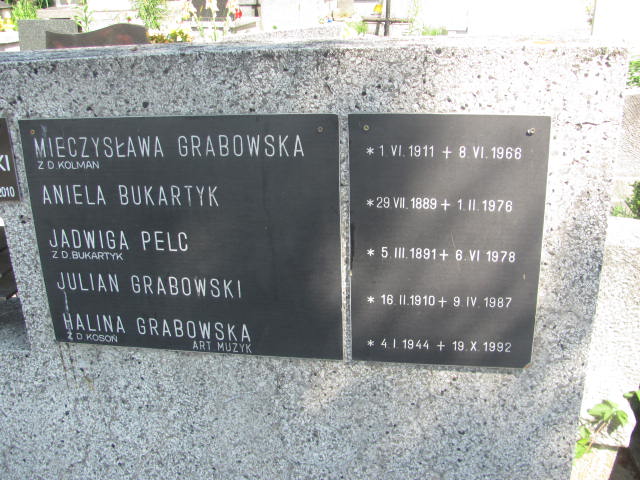 KI
2010
MIECZYSŁAWA GRABOWSKA * 1 VI. 1911 + 8. VI. 1966
Z D KOLMAN
ANIELA BUKARTYK * 29 VII. 1889 + 1. II. 1976
JADWIGA PELC * 5. III. 1891 + 6. VI 1978
Z D. BUKARTYK
JULIAN GRABOWSKI * 16 II. 1910 + 9. IV. 1987
HALINA GRABOWSKA * 4. I 1944 + 19. X. 1992
Z D KOSOŃ
ART MUZYK